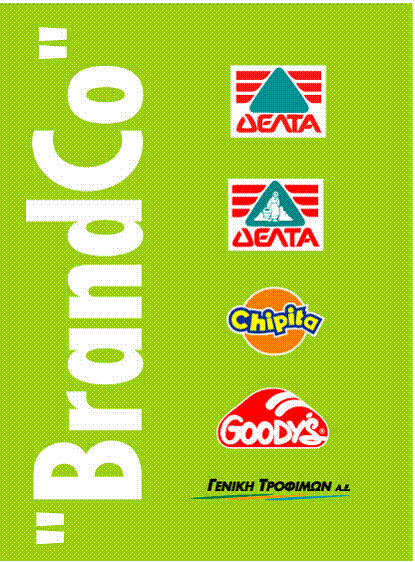 "BrandCo"
ΔΕΛΤΑ
ΔΕΛΤΑ
Chipita
GOODY'S®
ΓΕΝΙΚΗ ΤΡΟΦΙΜΩΝ Α.Ε.